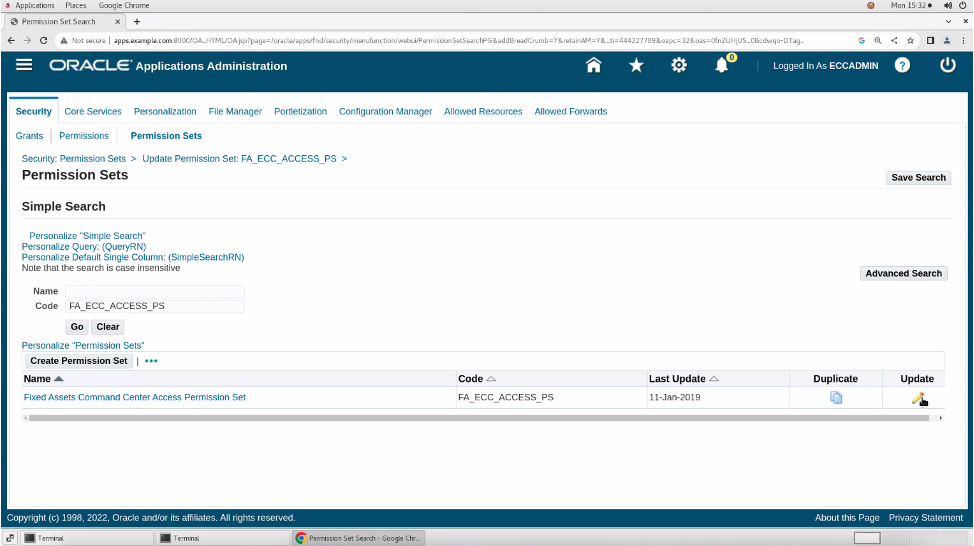 Applications Places Google Chrome Mon 15:32
Permission Set Search
Not secure apps.example.com:8000/OA_HTML/OA.jsp?page=/oracle/apps/fnd/security/menufunction/webui/PermissionSetSearchPG&addBreadCrumb=Y&retainAM=Y&_ti=444227709&oapc=32&oas=
ORACLE Applications Administration 0 Logged In As ECCADMIN ?
Security Core Services Personalization File Manager Portletization Configuration Manager Allowed Resources Allowed Forwards
Grants Permissions Permission Sets
Security: Permission Sets > Update Permission Set: FA_ECC_ACCESS_PS >
Permission Sets Save Search
Simple Search
Personalize "Simple Search"
Personalize Query: (QueryRN)
Personalize Default Single Column: (SimpleSearchRN)
Note that the search is case insensitive
Advanced Search
Name
Code FA_ECC_ACCESS_PS
Go Clear
Personalize "Permission Sets"
Create Permission Set | •••
Name Code Last Update Duplicate Update
Fixed Assets Command Center Access Permission Set FA_ECC_ACCESS_PS 11-Jan-2019
Copyright (c) 1998, 2022, Oracle and/or its affiliates. All rights reserved. About this Page Privacy Statement
Terminal Terminal Permission Set Search - Google Chr...